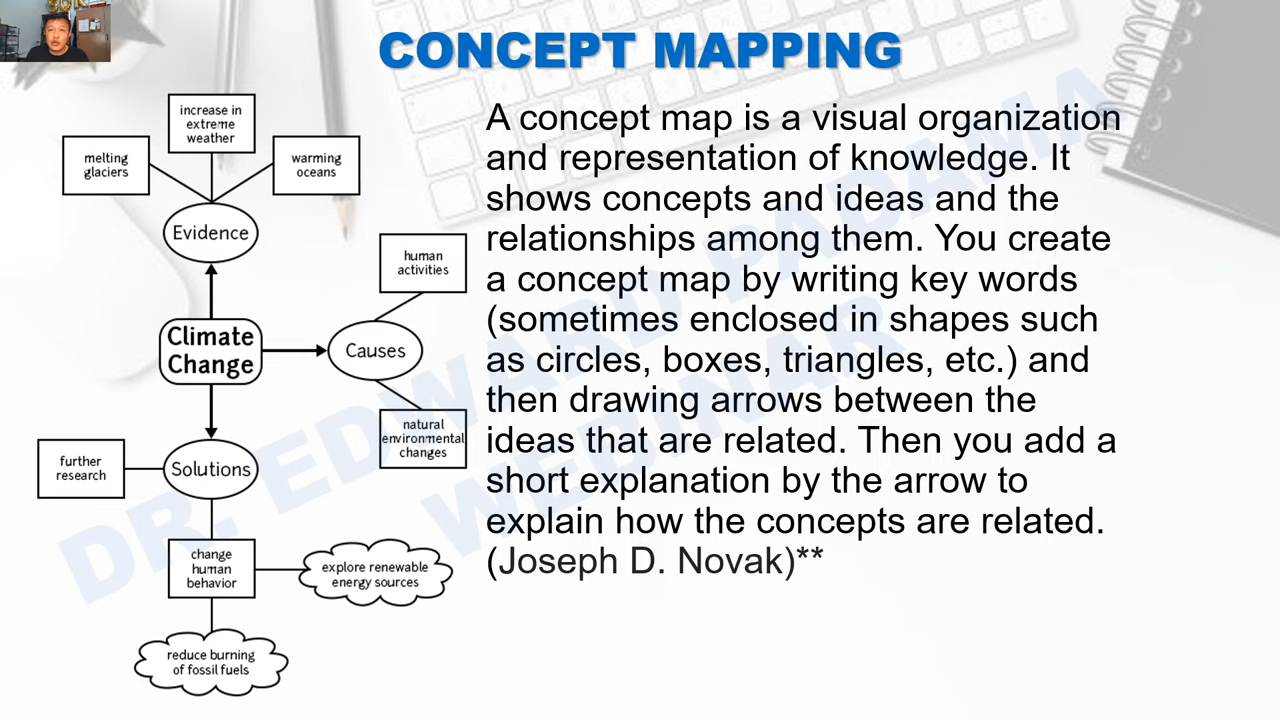 CONCEPT MAPPING
increase in
extreme
weather
melting
glaciers
warming
oceans
Evidence
human
activities
Climate
Change
Causes
natural
environmental
changes
further
research
Solutions
change
human
behavior
explore renewable
energy sources
reduce burning
of fossil fuels
A concept map is a visual organization
and representation of knowledge. It
shows concepts and ideas and the
relationships among them. You create
a concept map by writing key words
(sometimes enclosed in shapes such
as circles, boxes, triangles, etc.) and
then drawing arrows between the
ideas that are related. Then you add a
short explanation by the arrow to
explain how the concepts are related.
(Joseph D. Novak)**
DR. EDWARD PADAMA
WEDINAR